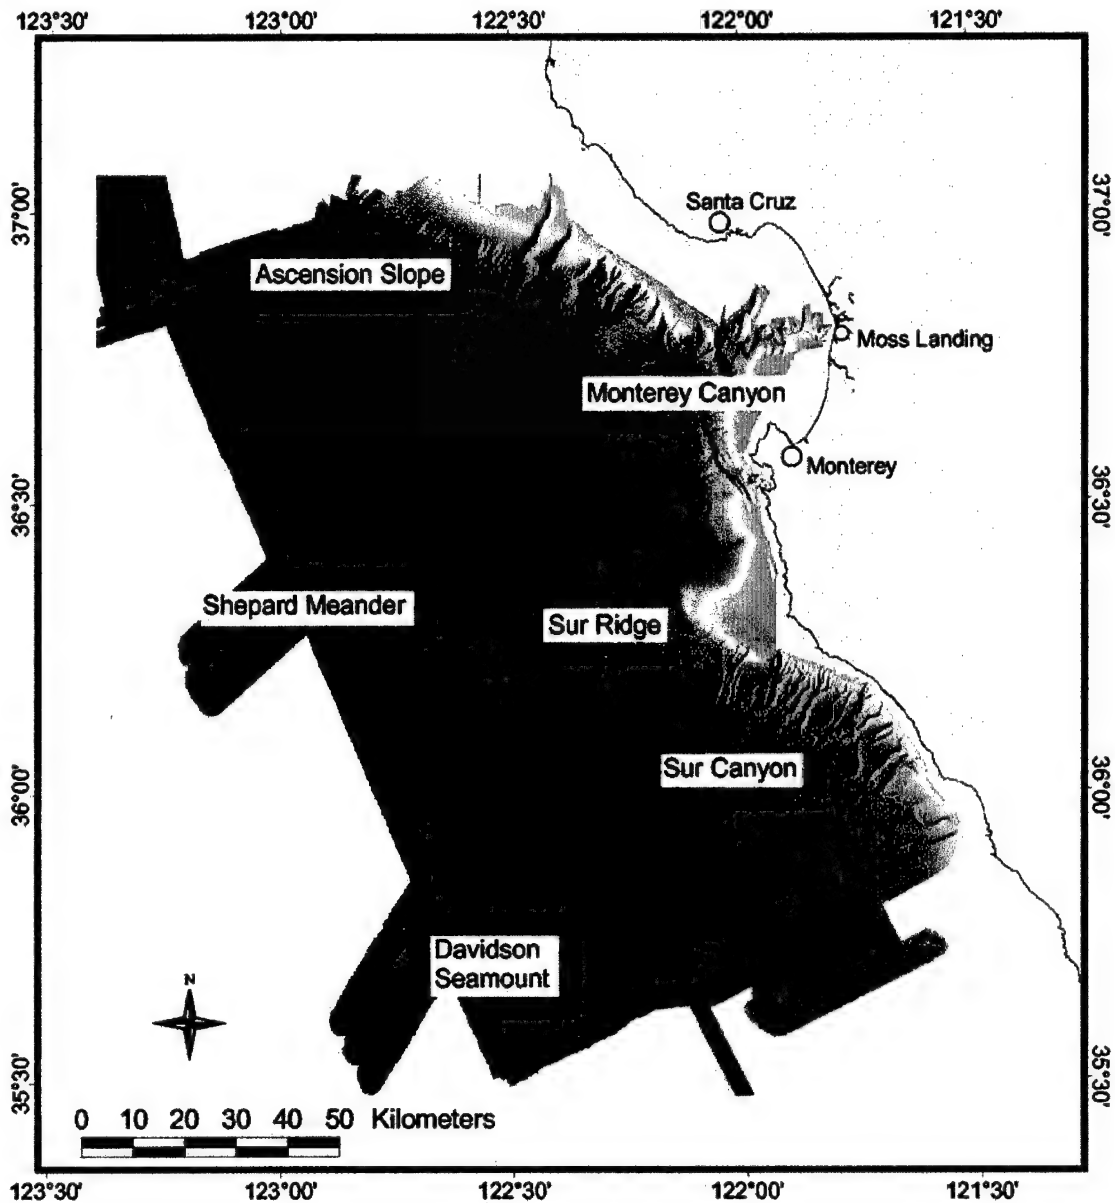 123°30' 123°00' 122°30' 122°00' 121°30'
37°00' 37°00'
Santa Cruz
Ascension Slope
Moss Landing
Monterey Canyon
Monterey
36°30' 36°30'
Shepard Meander
Sur Ridge
Sur Canyon
36°00' 36°00'
Davidson
Seamount
N
35°30' 35°30'
0 10 20 30 40 50 Kilometers
123°30' 123°00' 122°30' 122°00' 121°30'